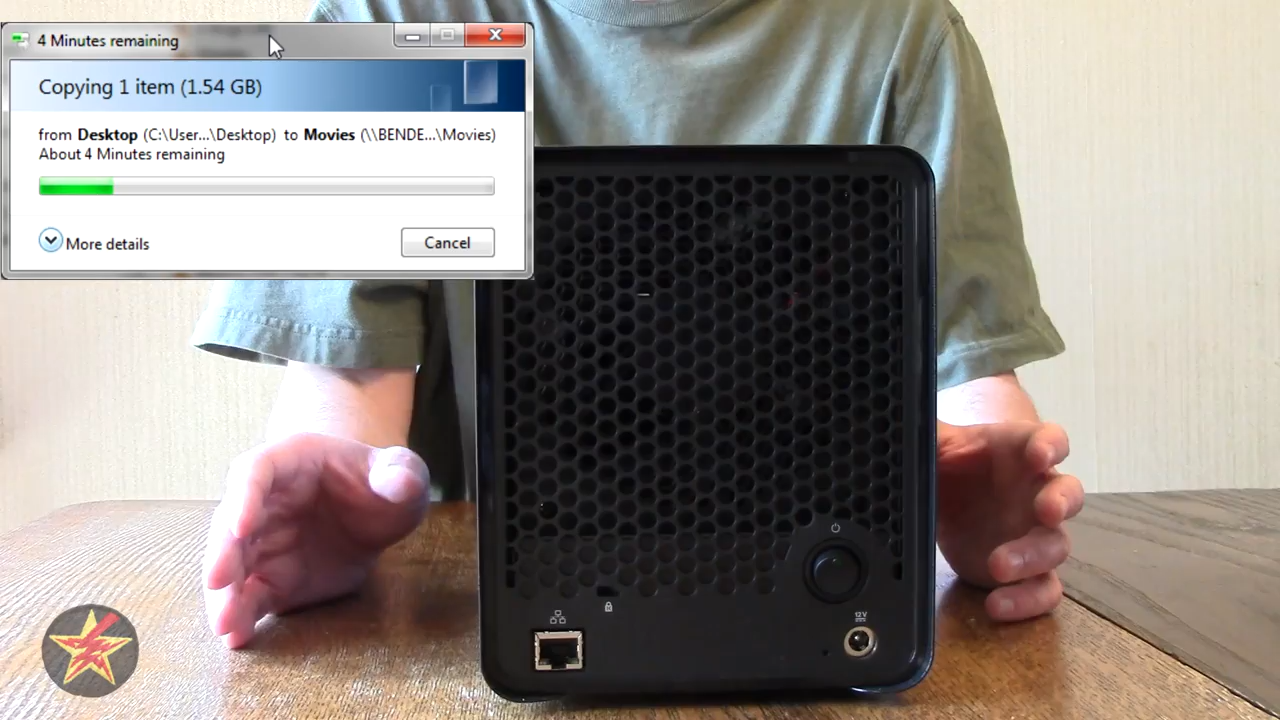 4 Minutes remaining
Copying 1 item (1.54 GB)
from Desktop (C:\User...\Desktop) to Movies (\\BENDE...\Movies)
About 4 Minutes remaining
More details
Cancel
12V